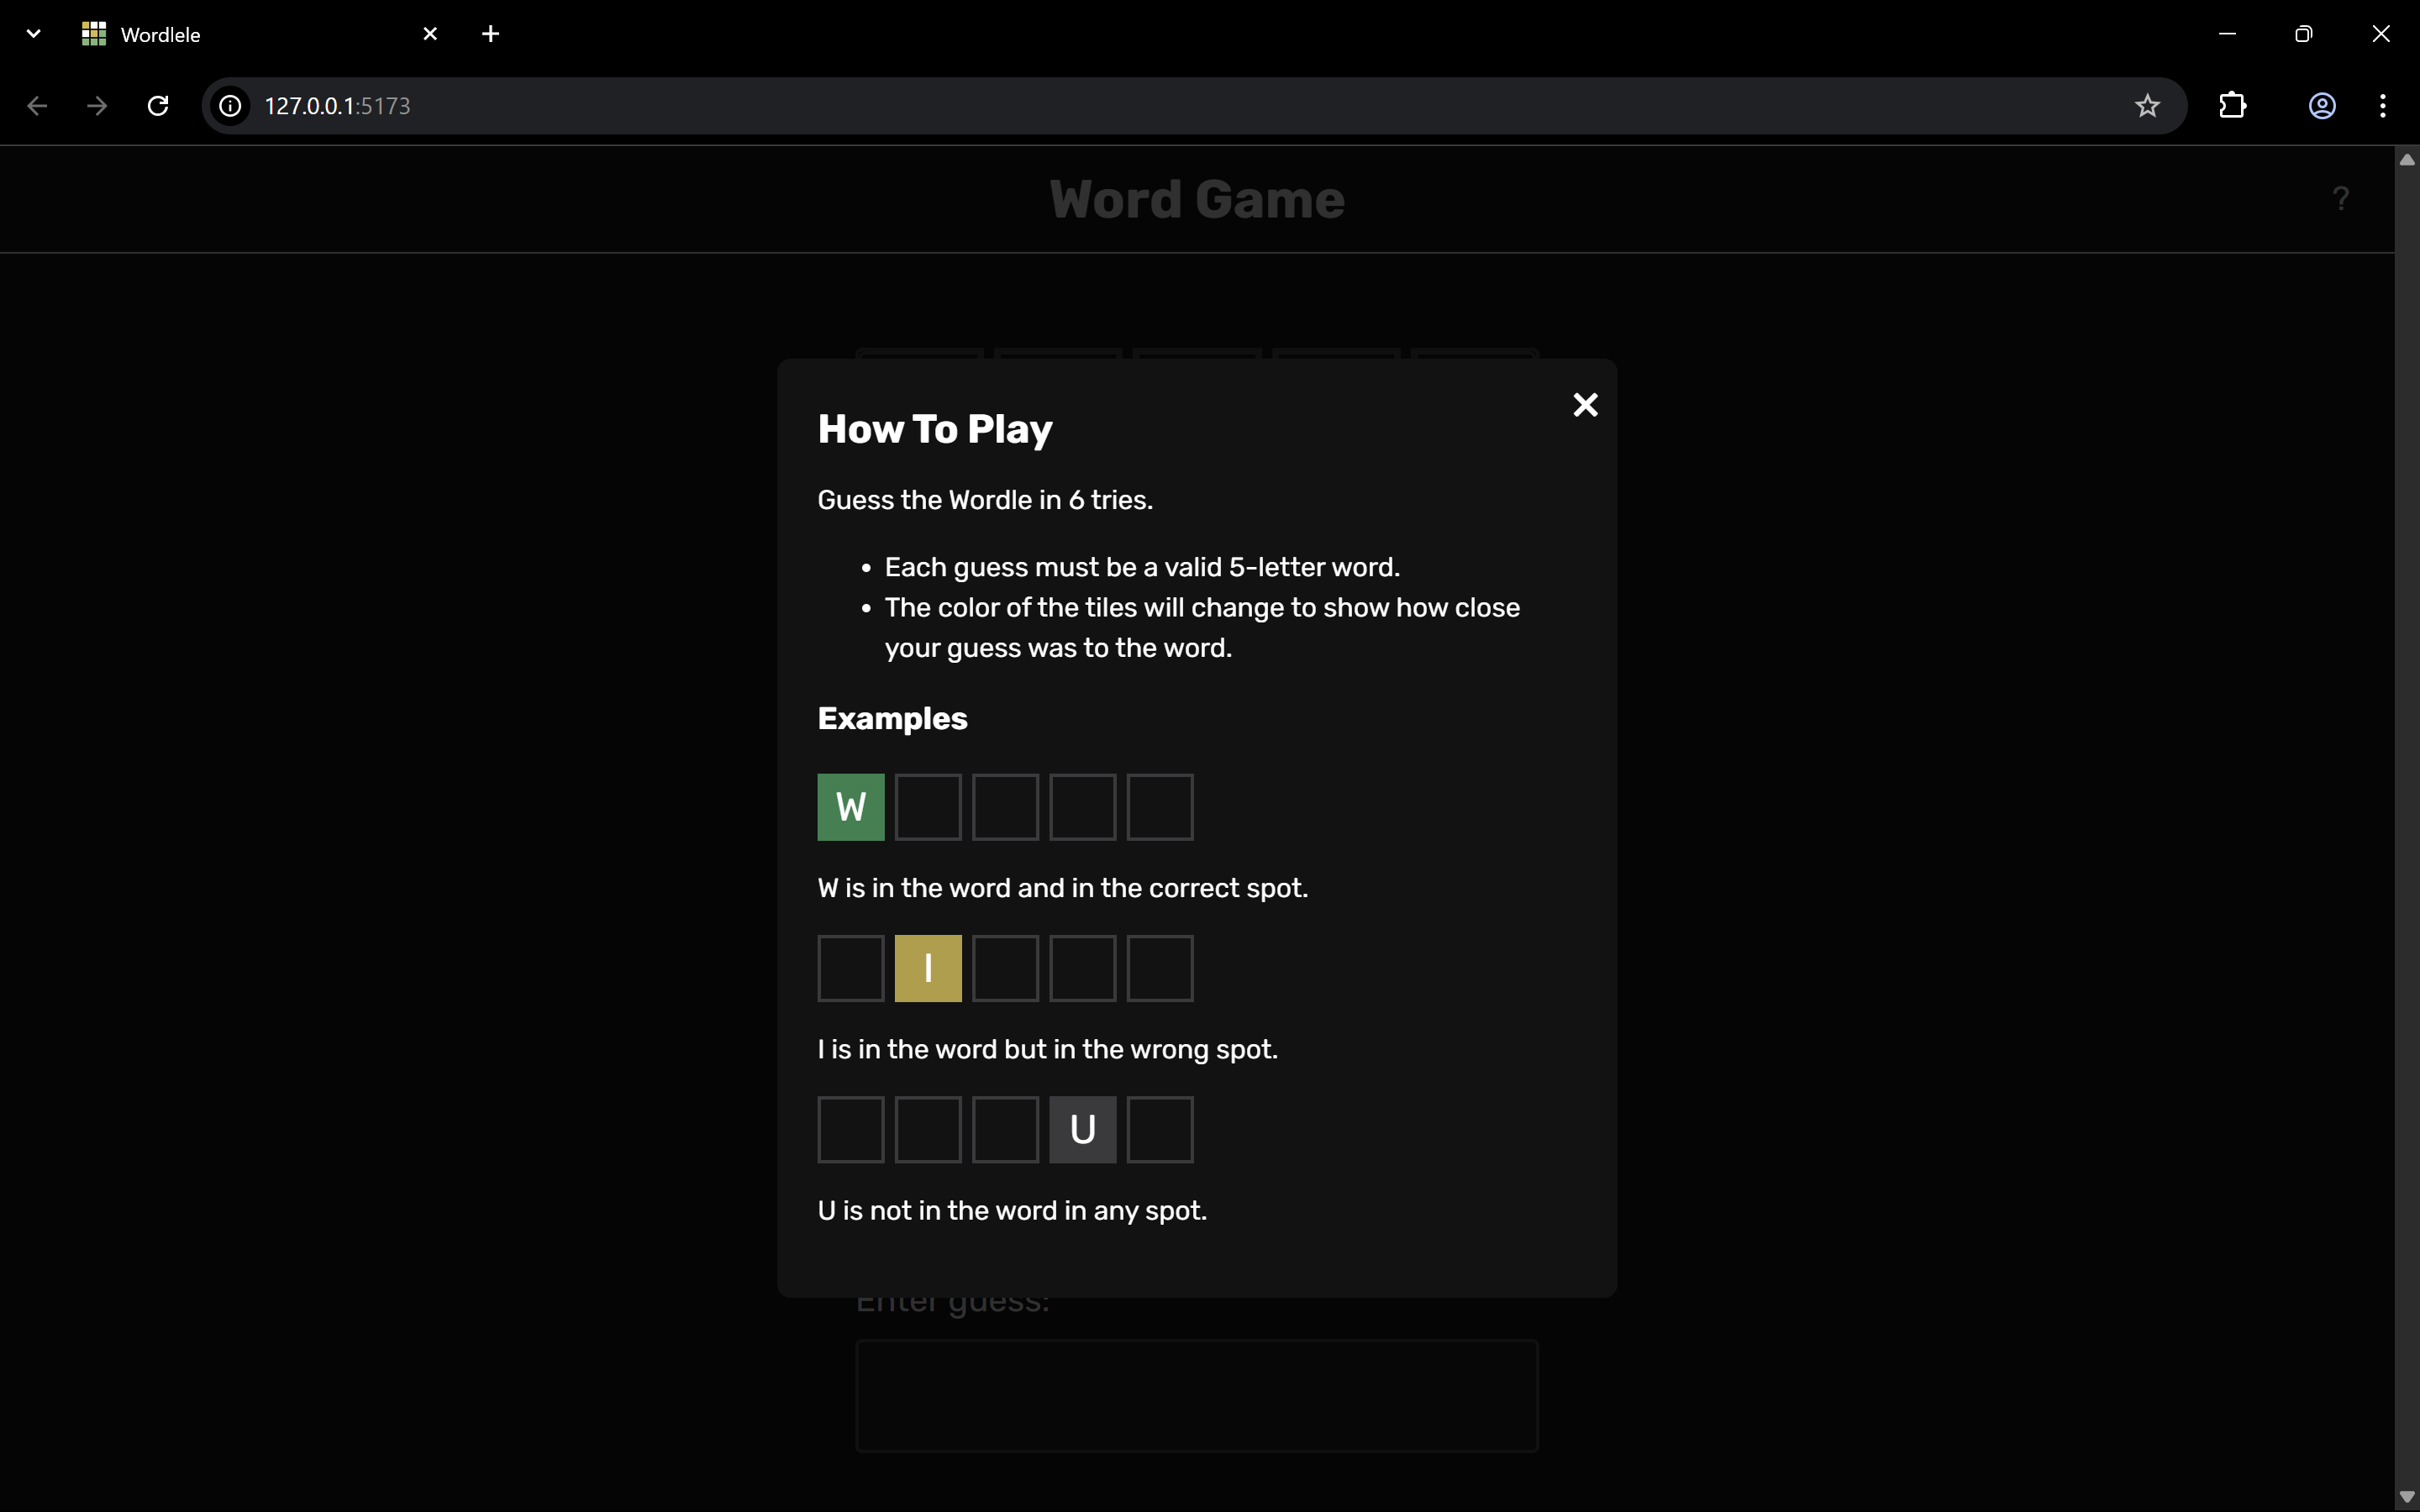 Wordlele
127.0.0.1:5173
Word Game
?
How To Play
Guess the Wordle in 6 tries.
• Each guess must be a valid 5-letter word.
• The color of the tiles will change to show how close
your guess was to the word.
Examples
W
W is in the word and in the correct spot.
I
I is in the word but in the wrong spot.
U
U is not in the word in any spot.
Enter guess: